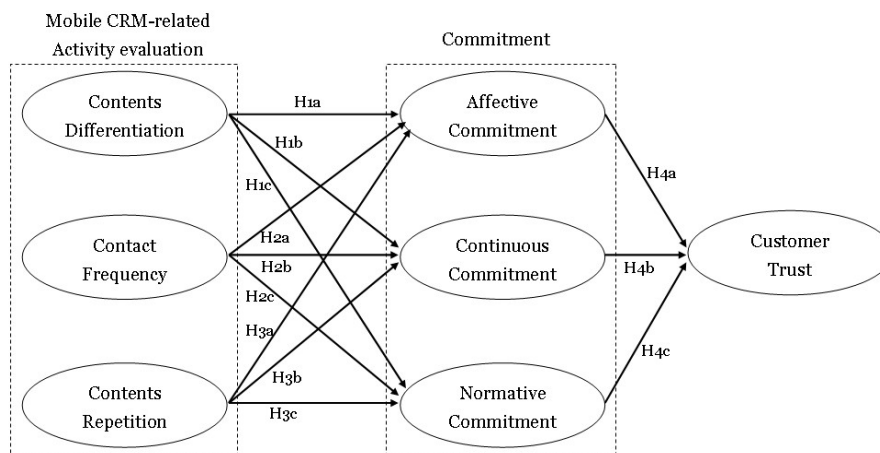 Mobile CRM-related
Activity evaluation
Commitment
Contents
Differentiation
Contact
Frequency
Contents
Repetition
H1a
H1b
H1c
H2a
H2b
H2c
H3a
H3b
H3c
Affective
Commitment
Continuous
Commitment
Normative
Commitment
H4a
H4b
H4c
Customer
Trust